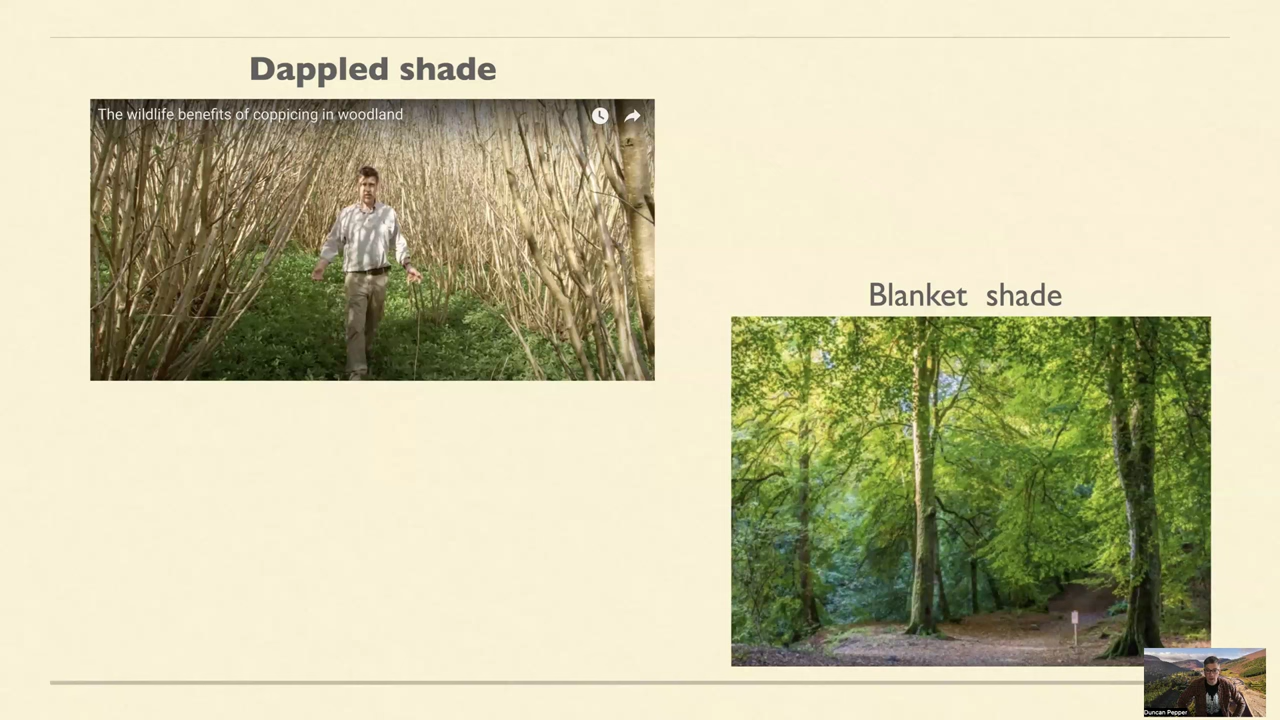 Dappled shade
The wildlife benefits of coppicing in woodland
Blanket shade
Duncan Pepper